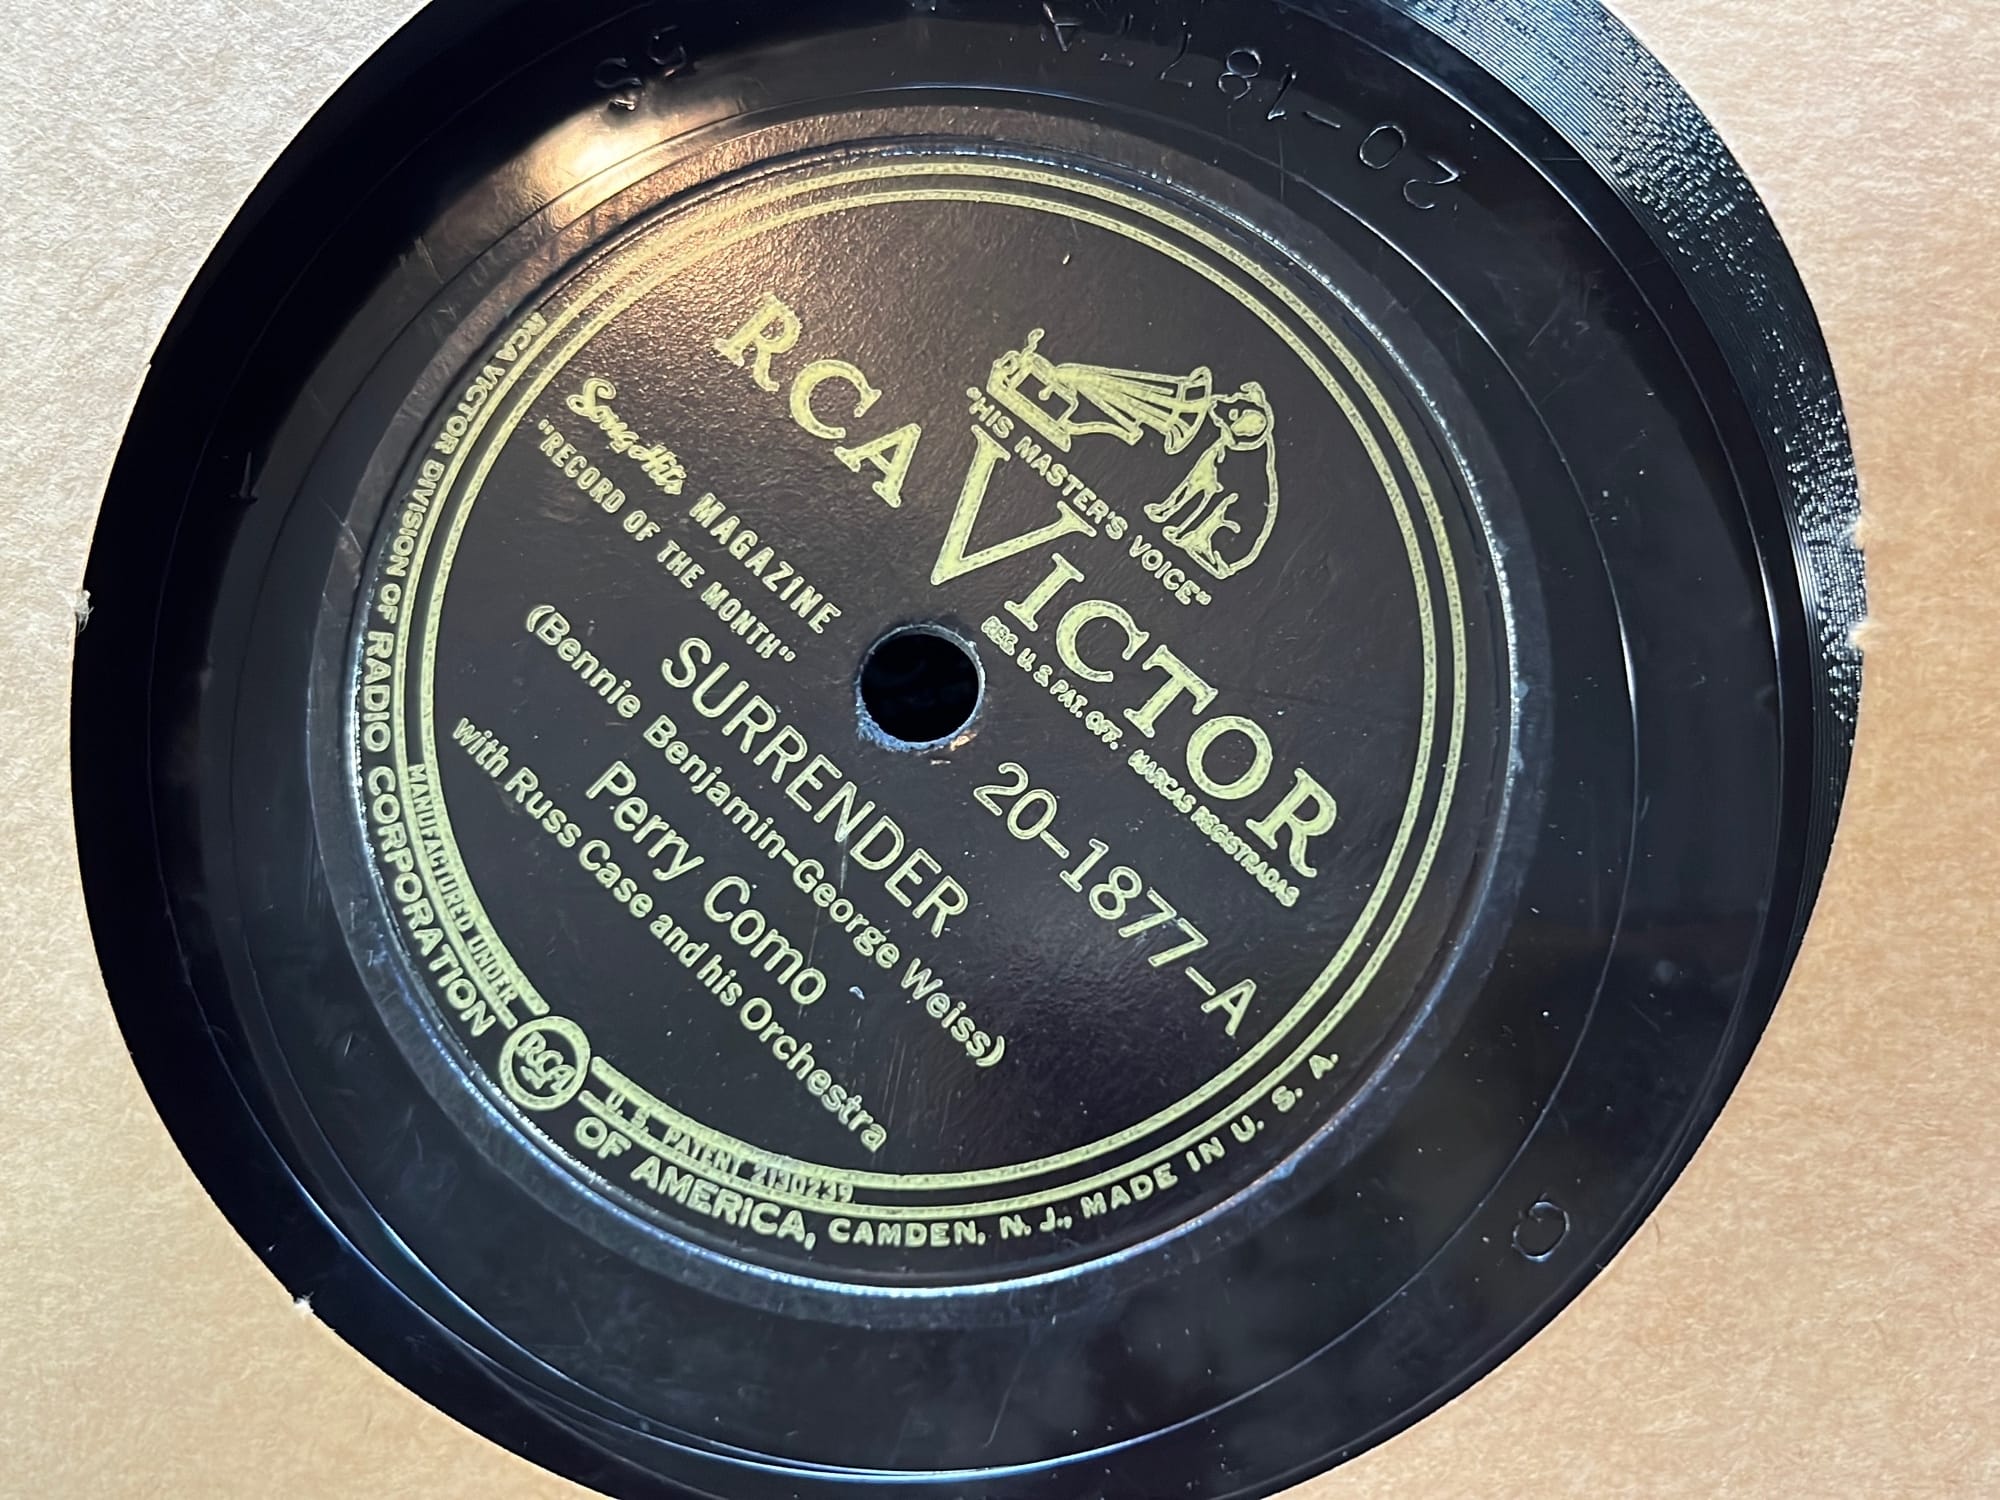 20-1877A
5S
"HIS MASTER'S VOICE"
RCA VICTOR
REG. U.S. PAT. OFF. MARCAS REGISTRADAS
Song Hits MAGAZINE
"RECORD OF THE MONTH"
20-1877-A
SURRENDER
(Bennie Benjamin-George Weiss)
Perry Como
with Russ Case and his Orchestra
MANUFACTURED UNDER RCA U.S. PATENT 2130239
RCA VICTOR DIVISION OF RADIO CORPORATION OF AMERICA, CAMDEN, N. J., MADE IN U. S. A.